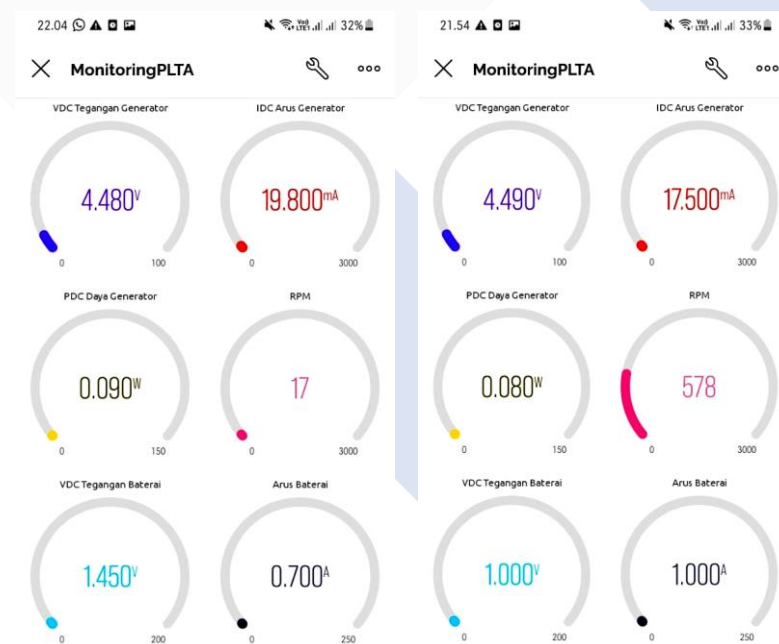 22.04 32%
MonitoringPLTA
VDC Tegangan Generator IDC Arus Generator
4.480V 19.800mA
0 100 0 3000
PDC Daya Generator RPM
0.090W 17
0 150 0 3000
VDC Tegangan Baterai Arus Baterai
1.450V 0.700A
0 200 0 250
21.54 33%
MonitoringPLTA
VDC Tegangan Generator IDC Arus Generator
4.490V 17.500mA
0 100 0 3000
PDC Daya Generator RPM
0.080W 578
0 150 0 3000
VDC Tegangan Baterai Arus Baterai
1.000V 1.000A
0 200 0 250